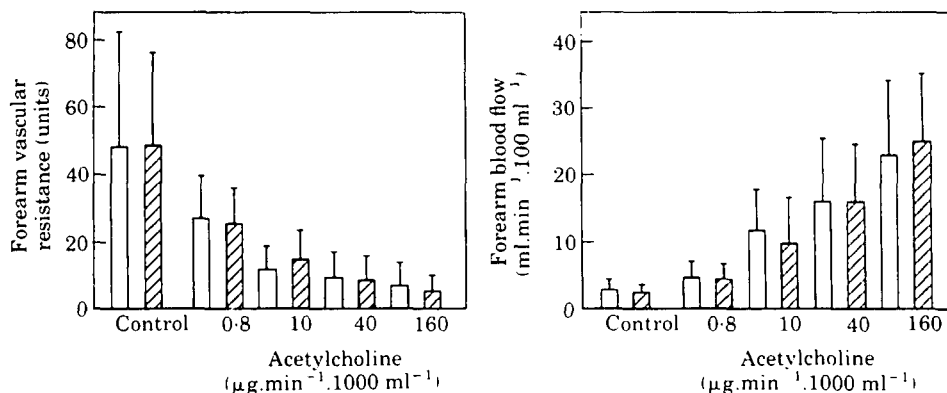 Forearm vascular
resistance (units)
80
60
40
20
0
Control 0·8 10 40 160
Acetylcholine
(μg.min⁻¹.1000 ml⁻¹)
Forearm blood flow
(ml.min⁻¹.100 ml⁻¹)
40
30
20
10
0
Control 0·8 10 40 160
Acetylcholine
(μg.min⁻¹.1000 ml⁻¹)